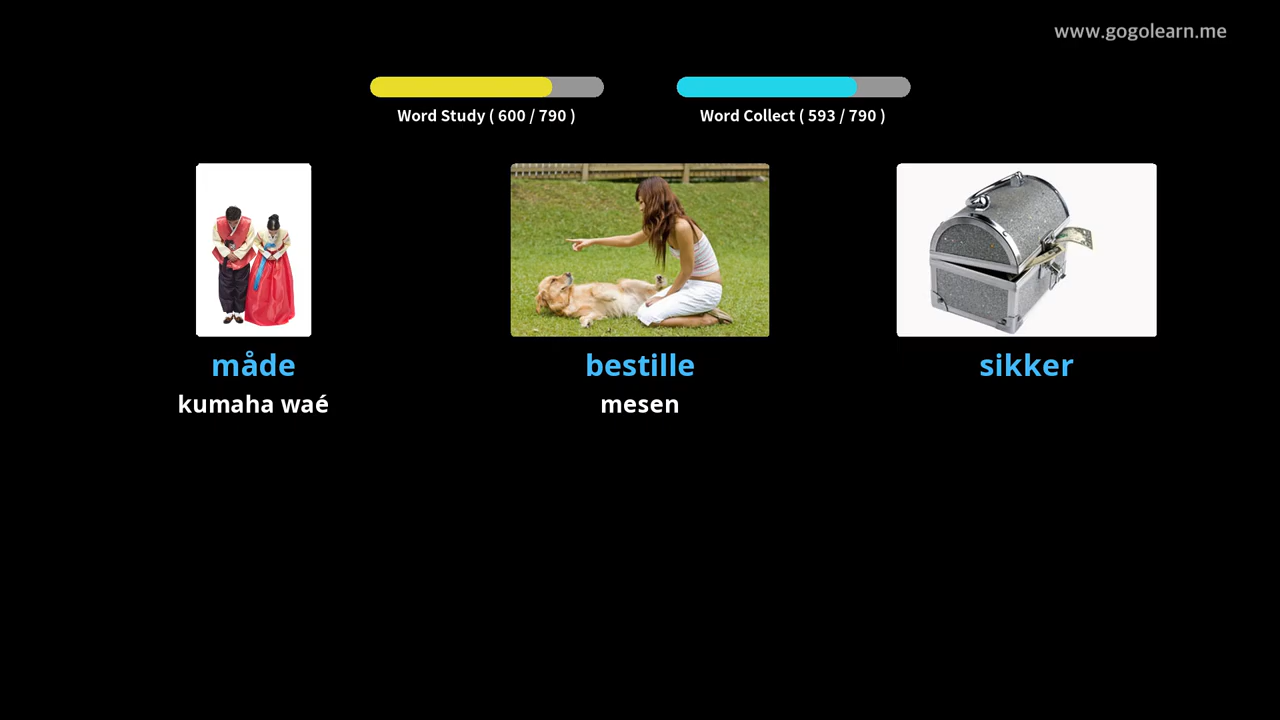 www.gogolearn.me
Word Study ( 600 / 790 )
Word Collect ( 593 / 790 )
måde
bestille
sikker
kumaha waé
mesen